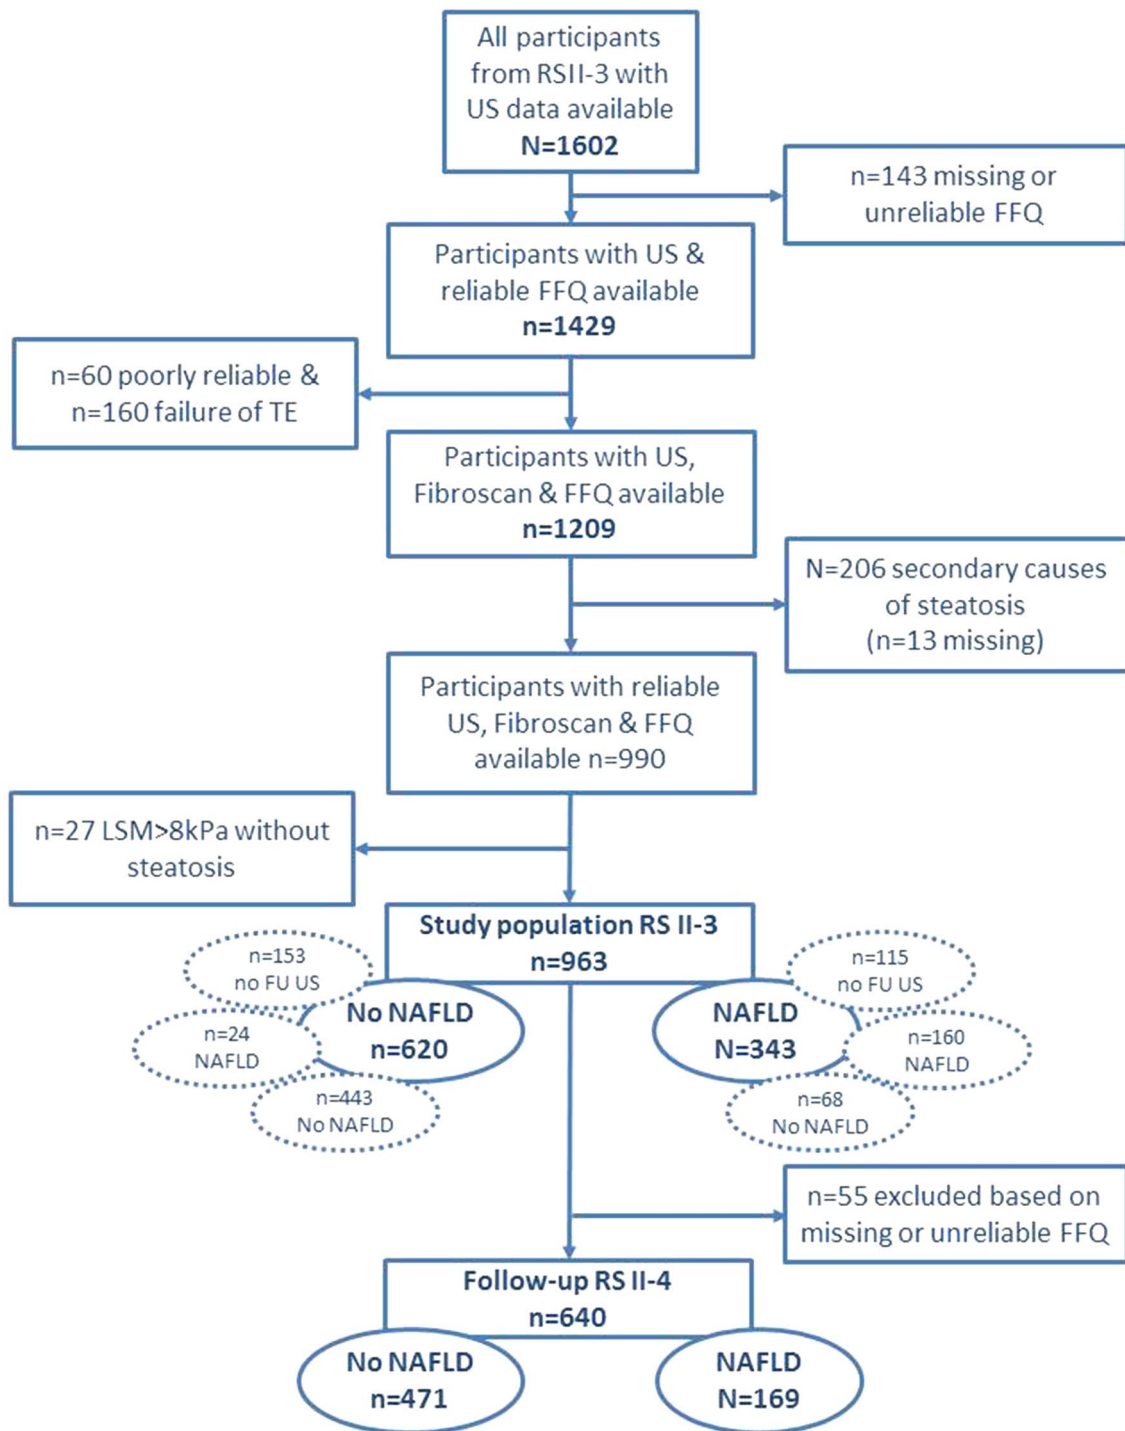 All participants
from RSII-3 with
US data available
N=1602
n=143 missing or
unreliable FFQ
Participants with US &
reliable FFQ available
n=1429
n=60 poorly reliable &
n=160 failure of TE
Participants with US,
Fibroscan & FFQ available
n=1209
N=206 secondary causes
of steatosis
(n=13 missing)
Participants with reliable
US, Fibroscan & FFQ
available n=990
n=27 LSM>8kPa without
steatosis
Study population RS II-3
n=963
n=153
no FU US
No NAFLD
n=620
n=24
NAFLD
n=443
No NAFLD
n=115
no FU US
NAFLD
N=343
n=160
NAFLD
n=68
No NAFLD
n=55 excluded based on
missing or unreliable FFQ
Follow-up RS II-4
n=640
No NAFLD
n=471
NAFLD
N=169